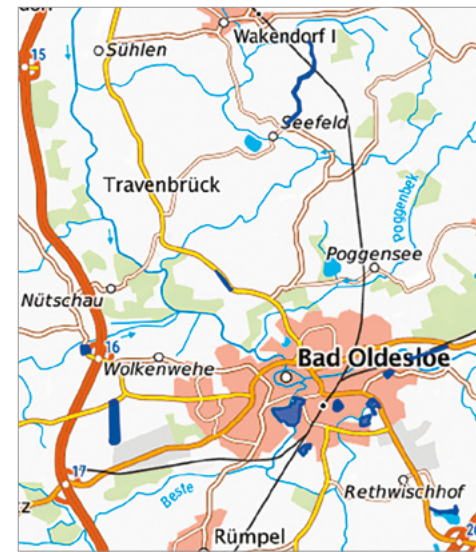 Wakendorf I
15
Sühlen
Seefeld
Travenbrück
Poggenbek
Poggensee
Nütschau
16
Bad Oldesloe
Wolkenwehe
17
Beste
Rethwischhof
z
Rümpel